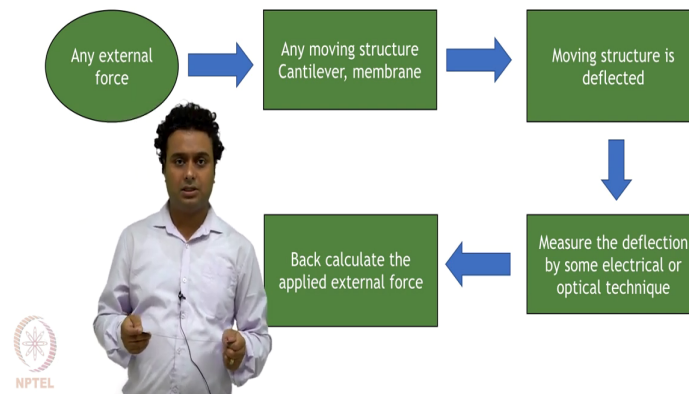 Any external
force
Any moving structure
Cantilever, membrane
Moving structure is
deflected
Measure the deflection
by some electrical or
optical technique
Back calculate the
applied external force
NPTEL